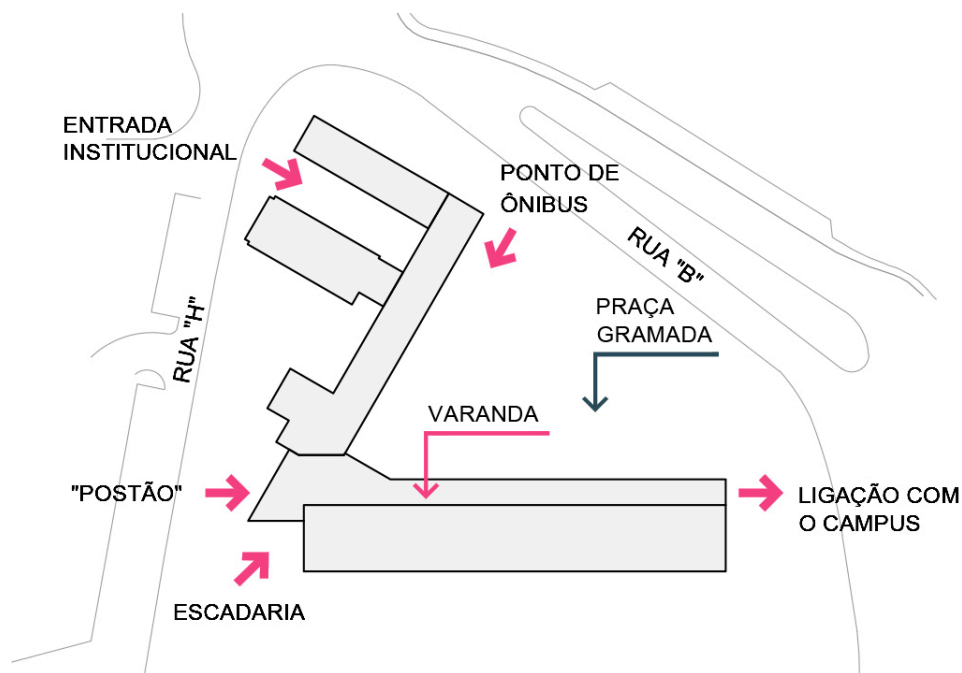 ENTRADA
INSTITUCIONAL
PONTO DE
ÔNIBUS
RUA "B"
RUA "H"
PRAÇA
GRAMADA
VARANDA
"POSTÃO"
LIGAÇÃO COM
O CAMPUS
ESCADARIA